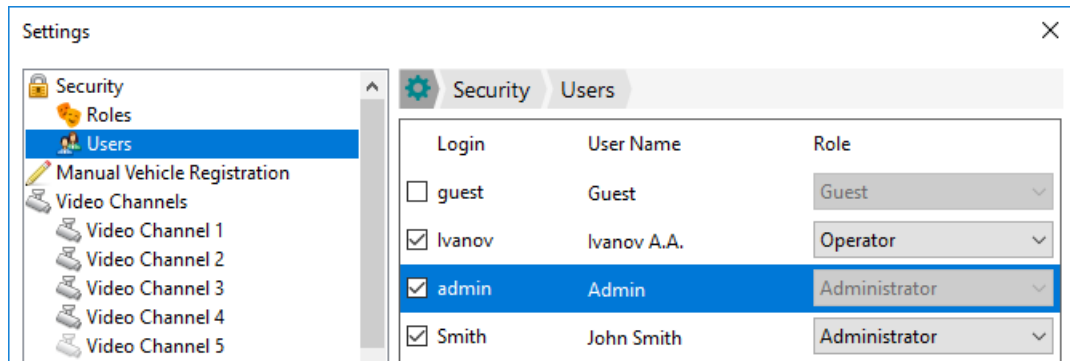 Settings
Security
Roles
Users
Manual Vehicle Registration
Video Channels
Video Channel 1
Video Channel 2
Video Channel 3
Video Channel 4
Video Channel 5
Security Users
Login User Name Role
guest Guest Guest
Ivanov Ivanov A.A. Operator
admin Admin Administrator
Smith John Smith Administrator